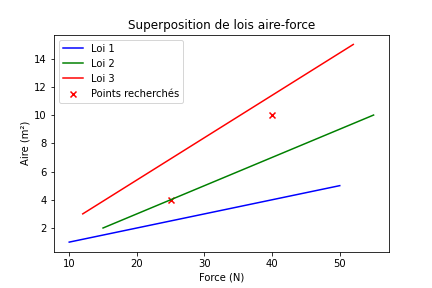 Superposition de lois aire-force
Loi 1
Loi 2
Loi 3
Points recherchés
Aire (m²)
14
12
10
8
6
4
2
10
20
30
40
50
Force (N)